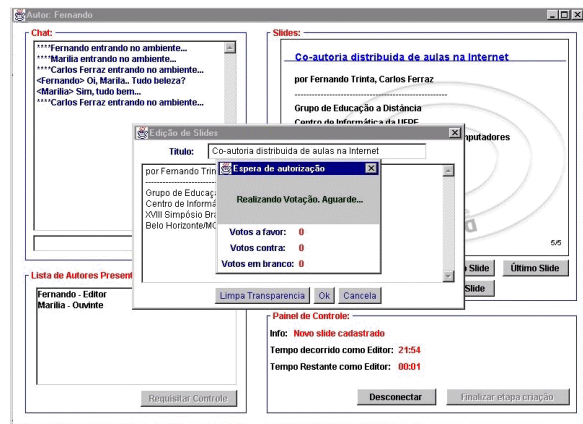 Autor: Fernando
Chat:
****Fernando entrando no ambiente...
****Marilia entrando no ambiente...
****Carlos Ferraz entrando no ambiente...
<Fernando> Oi, Marila.. Tudo beleza?
<Marilia> Sim, tudo bem...
****Carlos Ferraz entrando no ambiente...
Slides:
Co-autoria distribuida de aulas na Internet
por Fernando Trinta, Carlos Ferraz
Grupo de Educação a Distância
Centro de Informática da UFPE
mputadores
5/5
Slide
Último Slide
Slide
Edição de Slides
Titulo:
Co-autoria distribuida de aulas na Internet
por Fernando Trin
Grupo de Educaç
Centro de Informá
XVIII Simpósio Bra
Belo Horizonte/MG
Limpa Transparencia
Ok
Cancela
Espera de autorização
Realizando Votação. Aguarde...
Votos a favor: 0
Votos contra: 0
Votos em branco: 0
Lista de Autores Present
Fernando - Editor
Marilia - Ouvinte
Requisitar Controle
Painel de Controle:
Info: Novo slide cadastrado
Tempo decorrido como Editor: 21:54
Tempo Restante como Editor: 00:01
Desconectar
Finalizar etapa criação